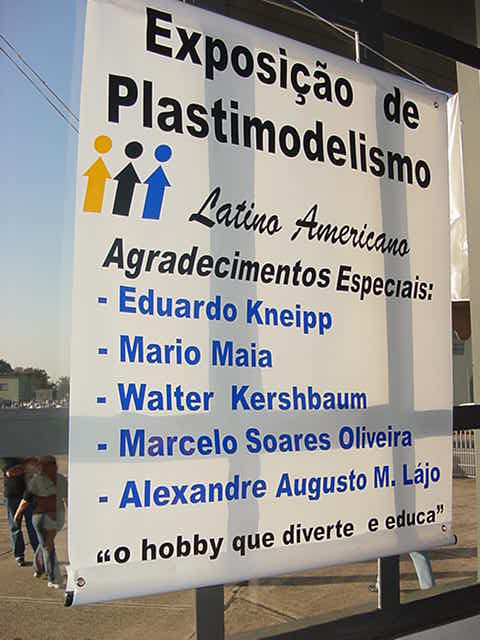 Exposição de
Plastimodelismo
Latino Americano
Agradecimentos Especiais:
- Eduardo Kneipp
- Mario Maia
- Walter Kershbaum
- Marcelo Soares Oliveira
- Alexandre Augusto M. Lájo
“o hobby que diverte e educa”